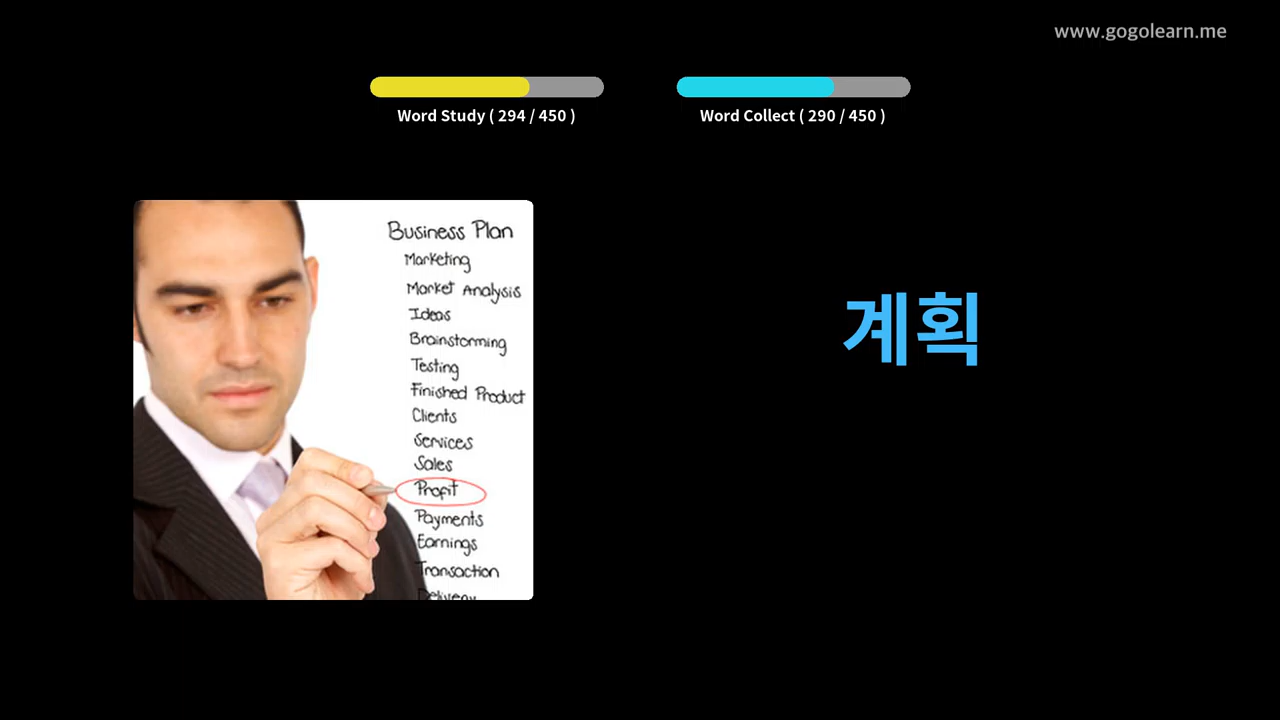 www.gogolearn.me
Word Study ( 294 / 450 )
Word Collect ( 290 / 450 )
Business Plan
Marketing
Market Analysis
Ideas
Brainstorming
Testing
Finished Product
Clients
Services
Sales
Profit
Payments
Earnings
Transaction
Delivery
계획